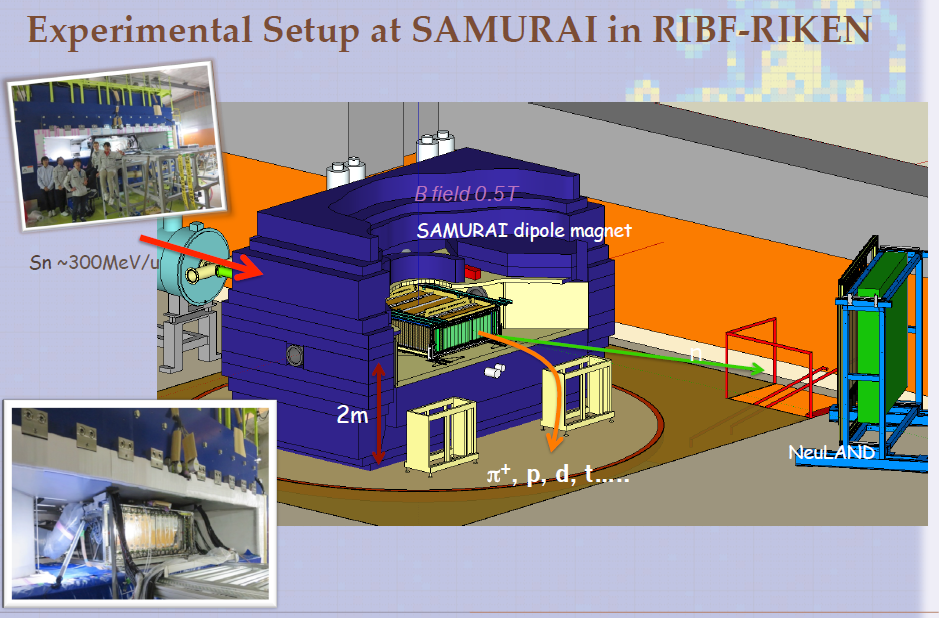 Experimental Setup at SAMURAI in RIBF-RIKEN
B field 0.5T
SAMURAI dipole magnet
Sn ~300MeV/u
n
2m
NeuLAND
π⁺, p, d, t.....